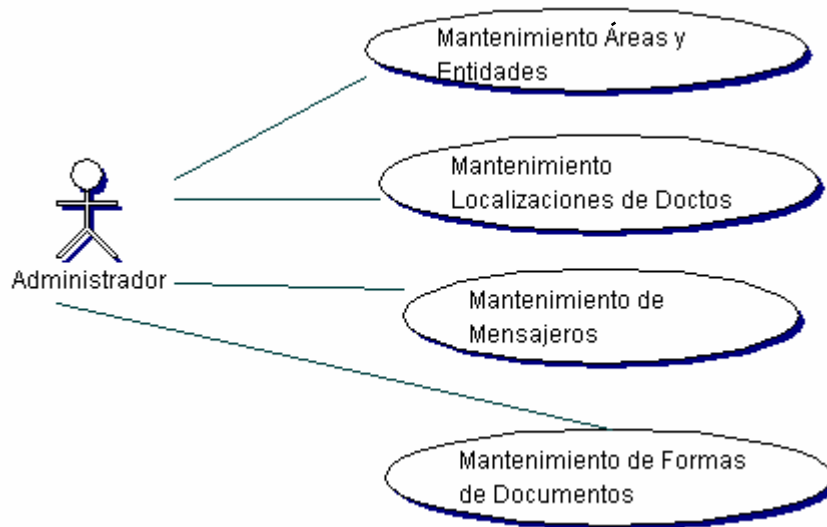 Mantenimiento Áreas y
Entidades
Mantenimiento
Localizaciones de Doctos
Administrador
Mantenimiento de
Mensajeros
Mantenimiento de Formas
de Documentos